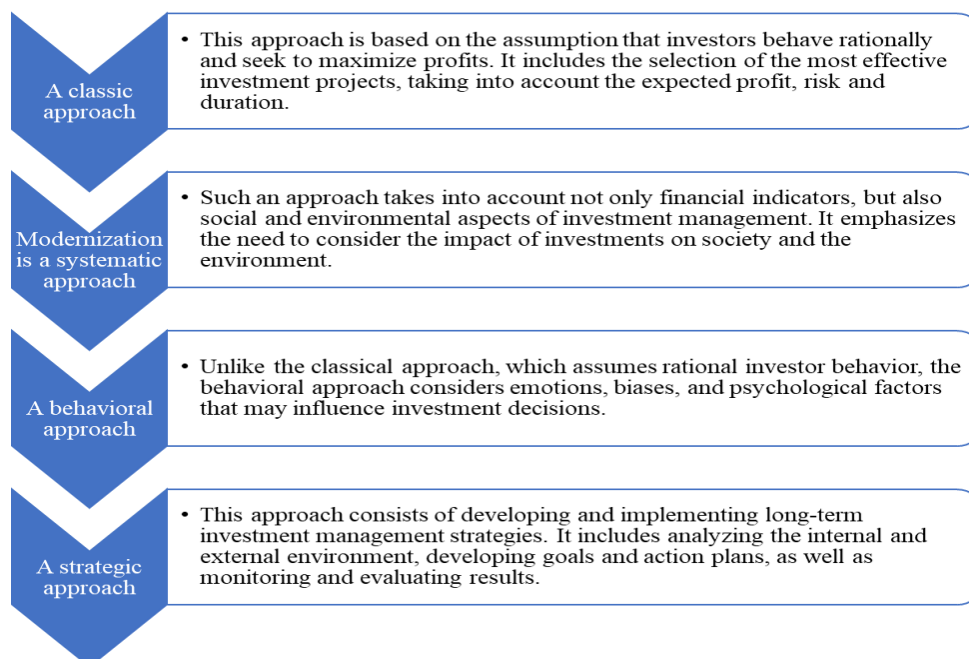 A classic
approach
• This approach is based on the assumption that investors behave rationally
and seek to maximize profits. It includes the selection of the most effective
investment projects, taking into account the expected profit, risk and
duration.
Modernization
is a systematic
approach
• Such an approach takes into account not only financial indicators, but also
social and environmental aspects of investment management. It emphasizes
the need to consider the impact of investments on society and the
environment.
A behavioral
approach
• Unlike the classical approach, which assumes rational investor behavior, the
behavioral approach considers emotions, biases, and psychological factors
that may influence investment decisions.
A strategic
approach
• This approach consists of developing and implementing long-term
investment management strategies. It includes analyzing the internal and
external environment, developing goals and action plans, as well as
monitoring and evaluating results.